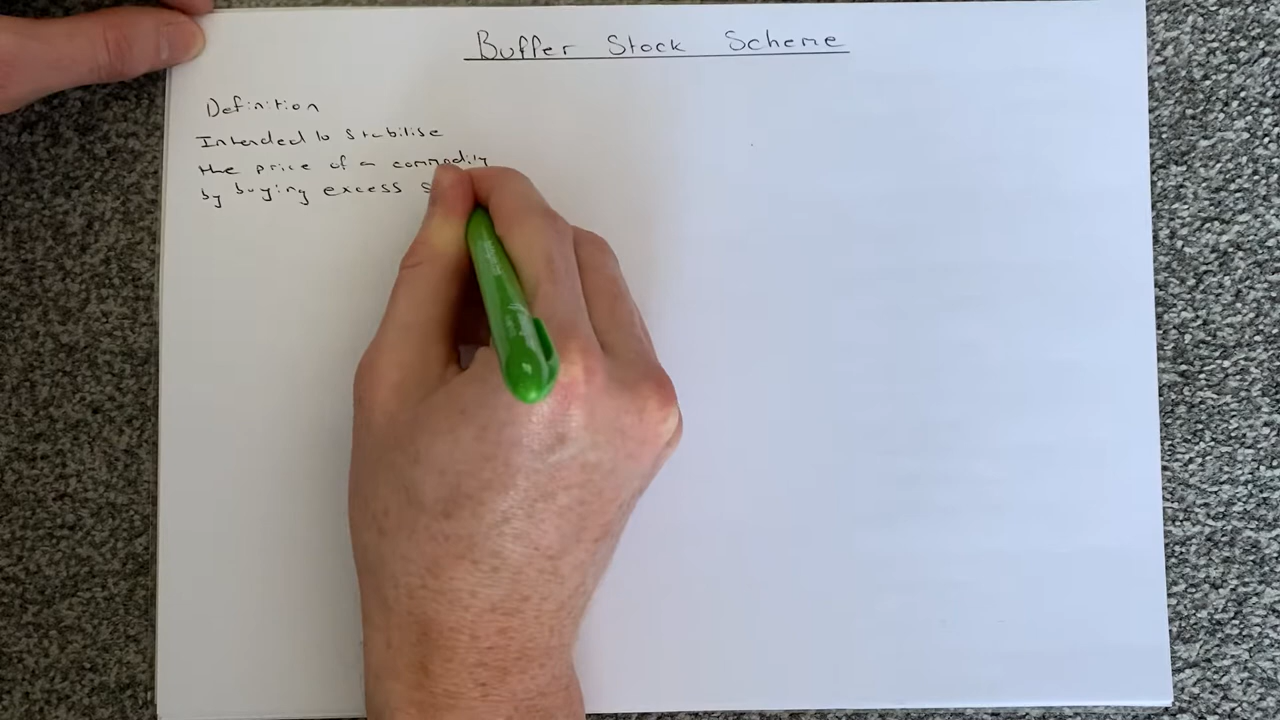 Buffer Stock Scheme
Definition
Intended to stabilise
the price of a commodity
by buying excess s